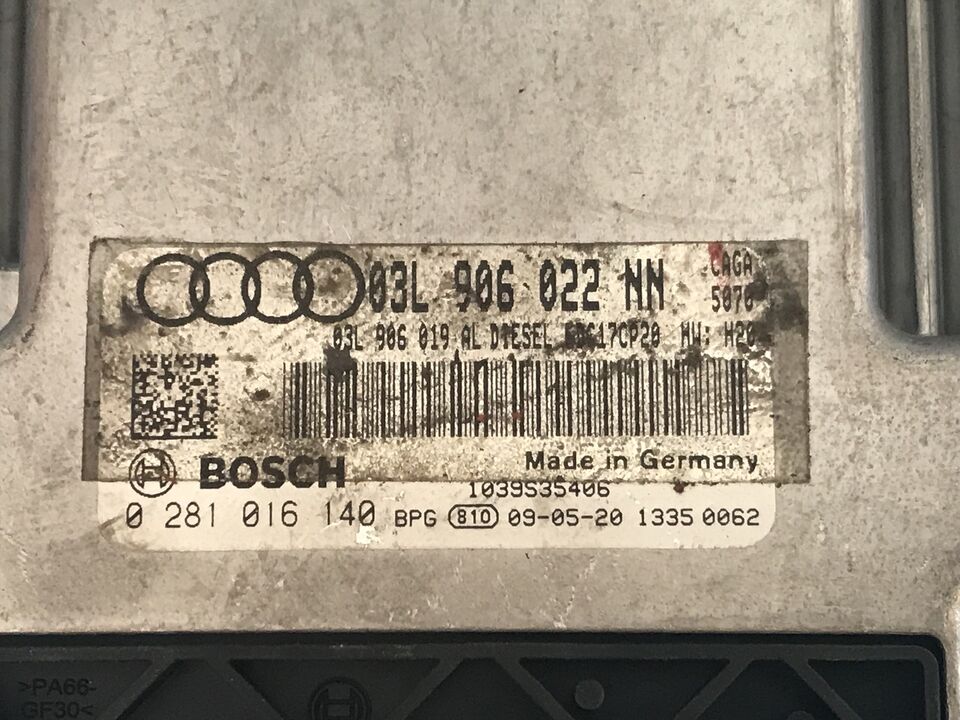 03L 906 022 NN CAGA
5070
03L 906 019 AL DIESEL EDC17CP20 HW: H20
BOSCH Made in Germany
1039S35406
0 281 016 140 BPG 810 09-05-20 1335 0062
>PA66-
GF30<